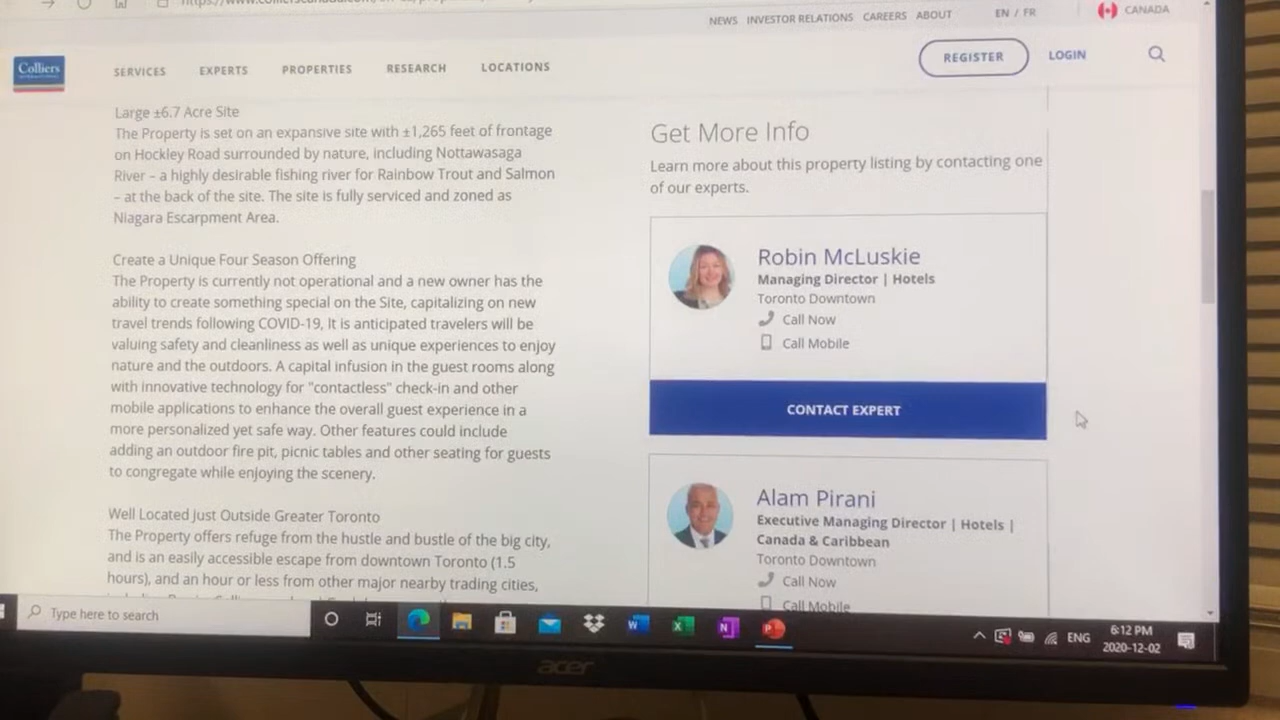 NEWS INVESTOR RELATIONS CAREERS ABOUT EN / FR CANADA
Colliers
SERVICES EXPERTS PROPERTIES RESEARCH LOCATIONS REGISTER LOGIN
Large ±6.7 Acre Site
The Property is set on an expansive site with ±1,265 feet of frontage
on Hockley Road surrounded by nature, including Nottawasaga
River – a highly desirable fishing river for Rainbow Trout and Salmon
– at the back of the site. The site is fully serviced and zoned as
Niagara Escarpment Area.
Create a Unique Four Season Offering
The Property is currently not operational and a new owner has the
ability to create something special on the Site, capitalizing on new
travel trends following COVID-19, It is anticipated travelers will be
valuing safety and cleanliness as well as unique experiences to enjoy
nature and the outdoors. A capital infusion in the guest rooms along
with innovative technology for "contactless" check-in and other
mobile applications to enhance the overall guest experience in a
more personalized yet safe way. Other features could include
adding an outdoor fire pit, picnic tables and other seating for guests
to congregate while enjoying the scenery.
Well Located Just Outside Greater Toronto
The Property offers refuge from the hustle and bustle of the big city,
and is an easily accessible escape from downtown Toronto (1.5
hours), and an hour or less from other major nearby trading cities,
Get More Info
Learn more about this property listing by contacting one
of our experts.
Robin McLuskie
Managing Director | Hotels
Toronto Downtown
Call Now
Call Mobile
CONTACT EXPERT
Alam Pirani
Executive Managing Director | Hotels |
Canada & Caribbean
Toronto Downtown
Call Now
Call Mobile
Type here to search
ENG
6:12 PM
2020-12-02
acer